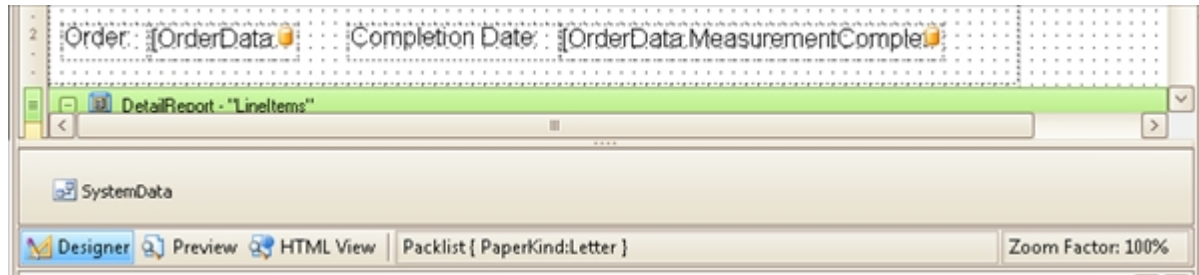 Order: [OrderData. Completion Date: [OrderData.MeasurementComple
2
DetailReport - "LineItems"
SystemData
Designer Preview HTML View Packlist { PaperKind:Letter } Zoom Factor: 100%